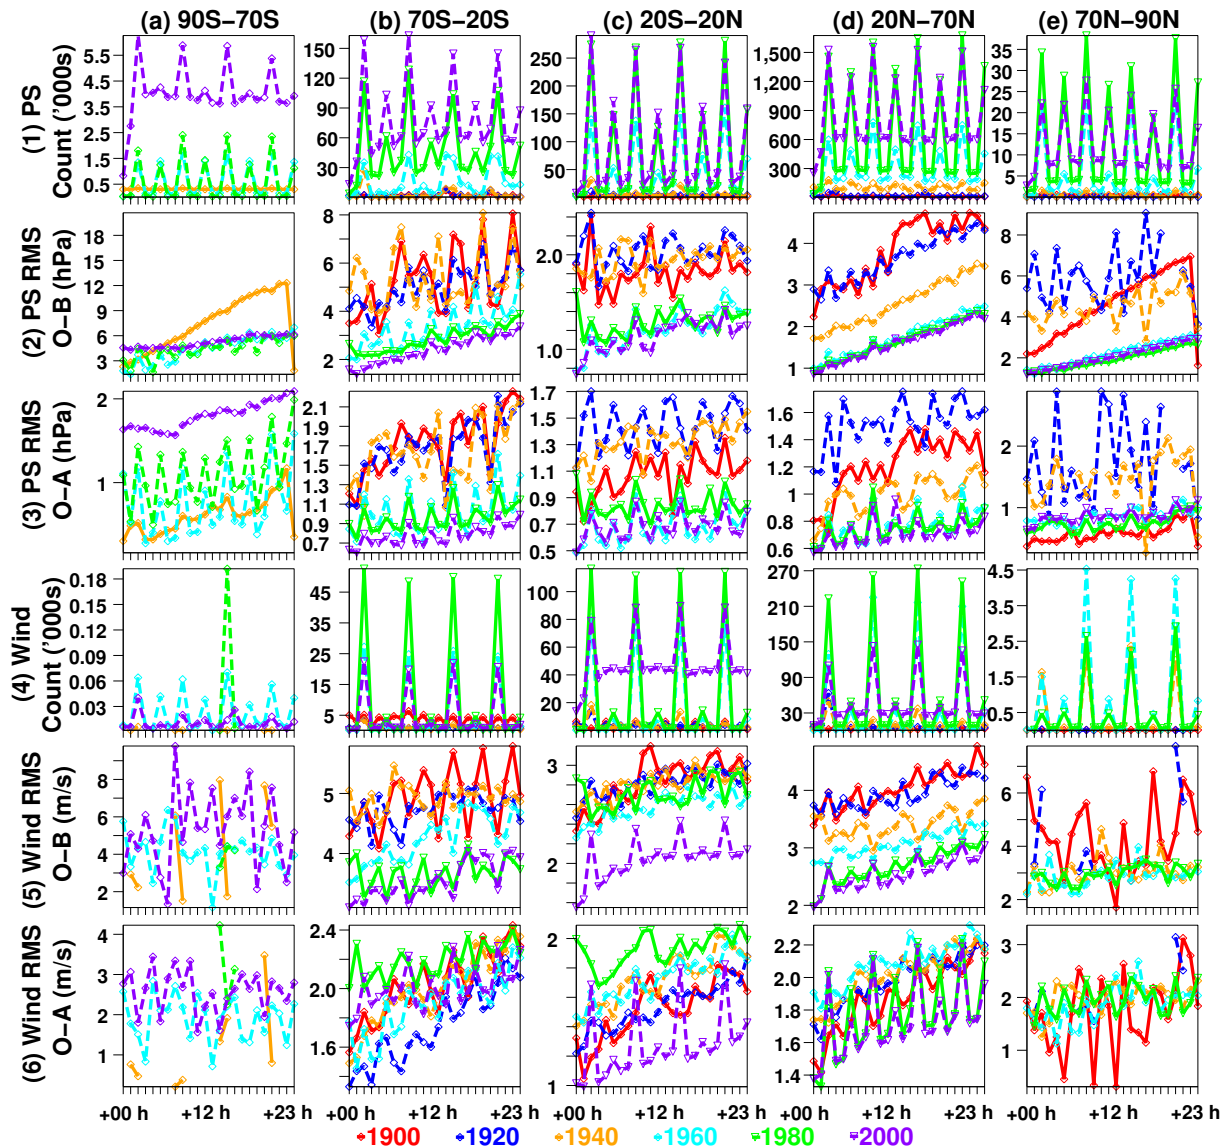 (a) 90S−70S (b) 70S−20S (c) 20S−20N (d) 20N−70N (e) 70N−90N
(1) PS
Count ('000s)
5.5 4.5 3.5 2.5 1.5 0.5
150 130 110 90 70 50 30 10
250 200 150 100 50 0
1,500 1,200 900 600 300 0
35 30 25 20 15 10 5
(2) PS RMS
O−B (hPa)
18 15 12 9 6 3
8 6 4 2
2.0 1.0
4 3 2 1
8 6 4 2
(3) PS RMS
O−A (hPa)
2 1
2.1 1.9 1.7 1.5 1.3 1.1 0.9 0.7
1.7 1.5 1.3 1.1 0.9 0.7 0.5
1.6 1.4 1.2 1 0.8 0.6
2 1
(4) Wind
Count ('000s)
0.18 0.15 0.12 0.09 0.06 0.03
45 35 25 15 5
100 80 60 40 20
270 210 150 90 30
4.5 3.5 2.5 1.5 0.5
(5) Wind RMS
O−B (m/s)
8 6 4 2
5 4
3 2
4 3 2
6 4 2
(6) Wind RMS
O−A (m/s)
4 3 2 1
2.4 2.0 1.6
2 1
2.2 2.0 1.8 1.6 1.4
3 2 1
+00 h +12 h +23 h +00 h +12 h +23 h +00 h +12 h +23 h +00 h +12 h +23 h +00 h +12 h +23 h
1900 1920 1940 1960 1980 2000